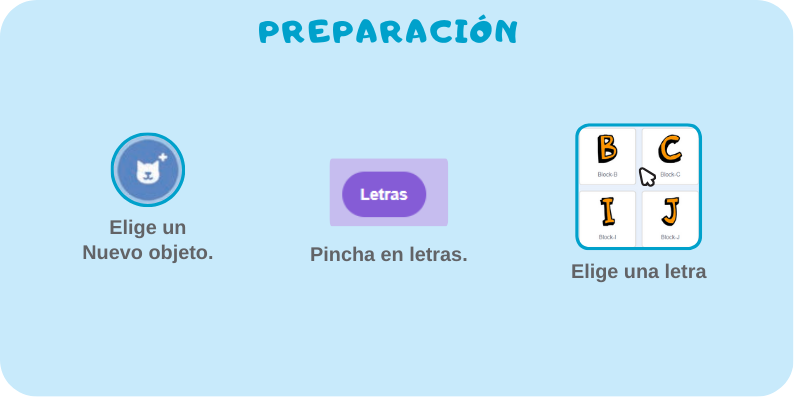 PREPARACIÓN
Elige un
Nuevo objeto.
Letras
Pincha en letras.
B
C
Block-B
Block-C
I
J
Block-I
Block-J
Elige una letra